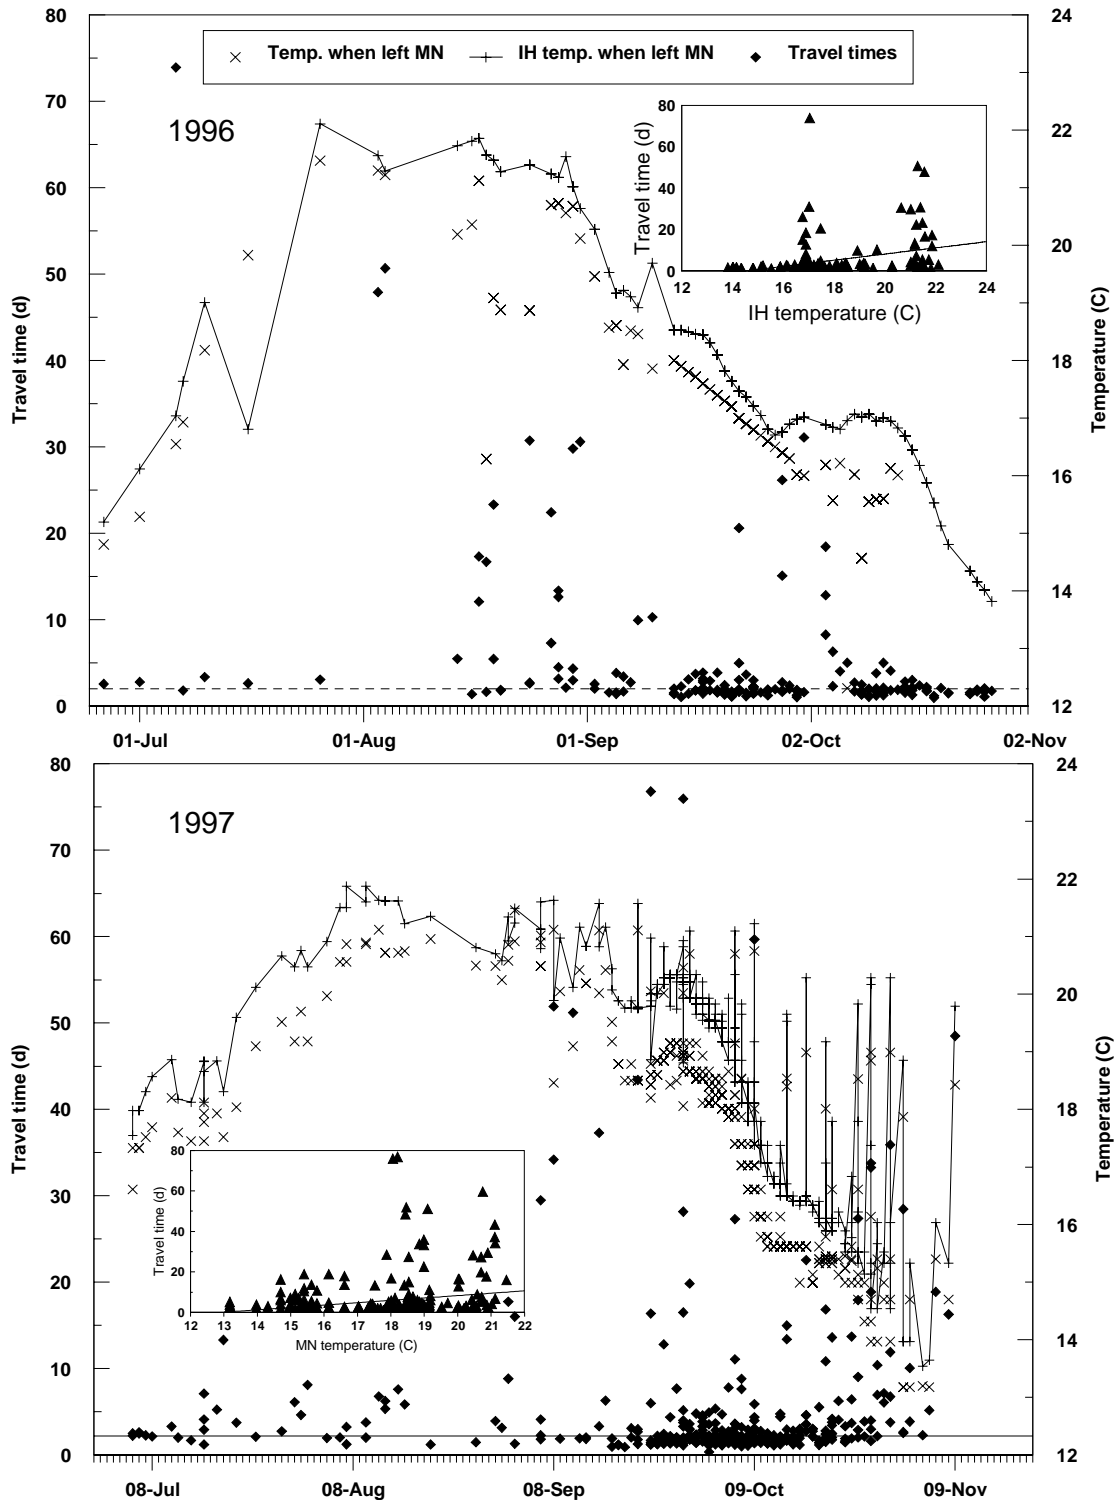 80 24
Temp. when left MN IH temp. when left MN Travel times
70 22
1996
80
60
40
20
0
Travel time (d)
12 14 16 18 20 22 24
IH temperature (C)
60 20
50
40 18
30 16
20 14
10
0 12
Travel time (d)
Temperature (C)
01-Jul 01-Aug 01-Sep 02-Oct 02-Nov
80 24
1997
70 22
60 20
50
40 18
30 16
20 14
10
0 12
Travel time (d)
Temperature (C)
80
60
40
20
0
Travel time (d)
12 13 14 15 16 17 18 19 20 21 22
MN temperature (C)
08-Jul 08-Aug 08-Sep 09-Oct 09-Nov